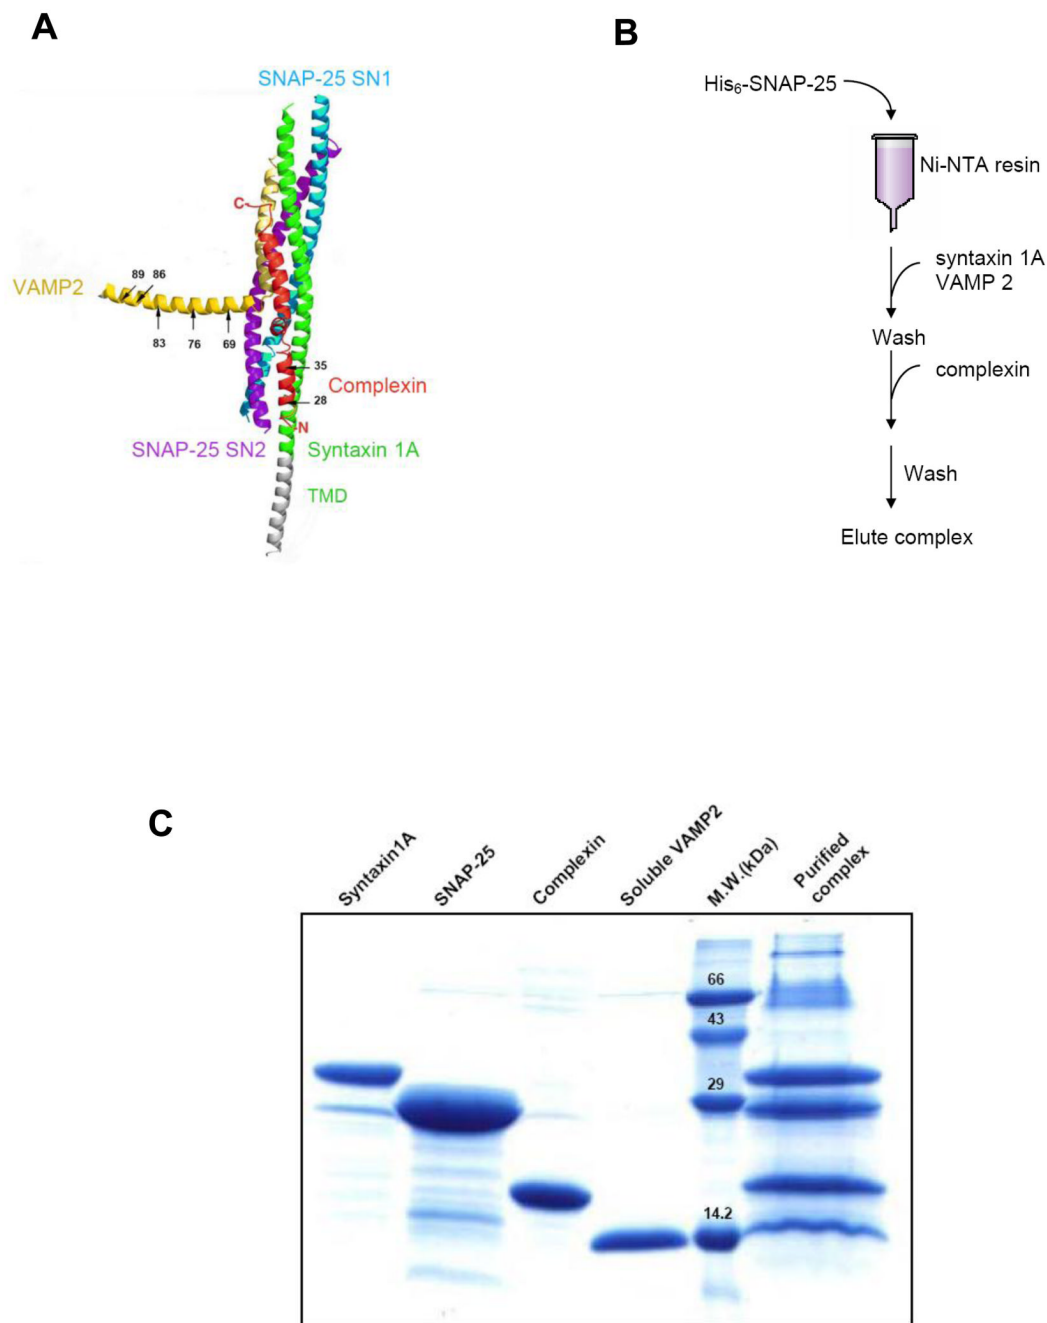 A
SNAP-25 SN1
C
VAMP2
89 86
83 76 69
35
Complexin
28
N
SNAP-25 SN2
Syntaxin 1A
TMD
B
His₆-SNAP-25
Ni-NTA resin
syntaxin 1A
VAMP 2
Wash
complexin
Wash
Elute complex
C
Syntaxin1A
SNAP-25
Complexin
Soluble VAMP2
M.W.(kDa)
Purified
complex
66
43
29
14.2